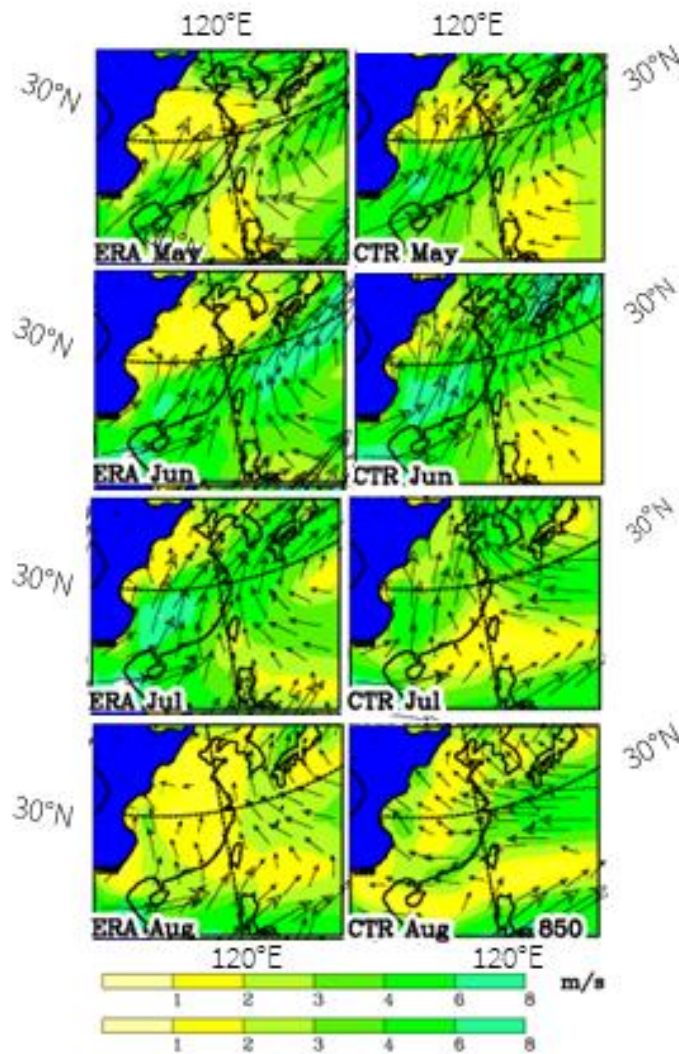 120°E 120°E
30°N 30°N
ERA May CTR May
30°N 30°N
ERA Jun CTR Jun
30°N 30°N
ERA Jul CTR Jul
30°N 30°N
ERA Aug CTR Aug 850
120°E 120°E
m/s
1 2 3 4 6 8
1 2 3 4 6 8